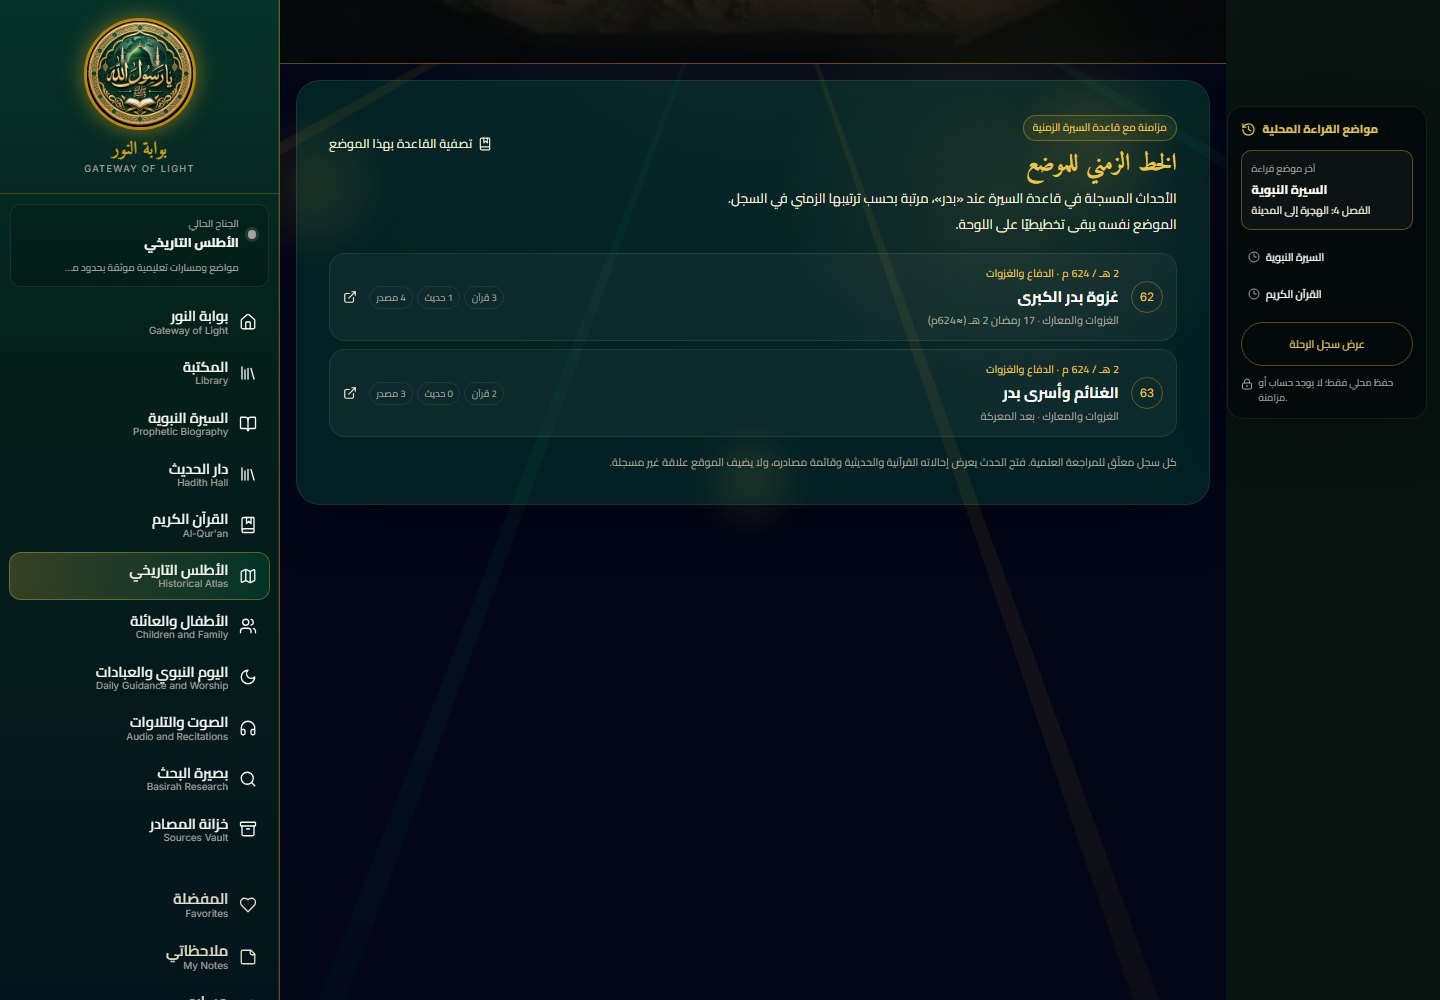 يا رسول الله
بوابة النور
GATEWAY OF LIGHT
الجناح الحالي
الأطلس التاريخي
مواضع ومسارات تعليمية موثقة بحدود مـ...
بوابة النور
Gateway of Light
المكتبة
Library
السيرة النبوية
Prophetic Biography
دار الحديث
Hadith Hall
القرآن الكريم
Al-Qur'an
الأطلس التاريخي
Historical Atlas
الأطفال والعائلة
Children and Family
اليوم النبوي والعبادات
Daily Guidance and Worship
الصوت والتلاوات
Audio and Recitations
بصيرة البحث
Basirah Research
خزانة المصادر
Sources Vault
المفضلة
Favorites
ملاحظاتي
My Notes
مزامنة مع قاعدة السيرة الزمنية
الخط الزمني للموضع
تصفية القاعدة بهذا الموضع
الأحداث المسجلة في قاعدة السيرة عند «بدر»، مرتبة بحسب ترتيبها الزمني في السجل.
الموضع نفسه يبقى تخطيطيًا على اللوحة.
62
2 هـ / 624 م · الدفاع والغزوات
غزوة بدر الكبرى
الغزوات والمعارك · 17 رمضان 2 هـ (≈624م)
3 قرآن
1 حديث
4 مصدر
63
2 هـ / 624 م · الدفاع والغزوات
الغنائم وأسرى بدر
الغزوات والمعارك · بعد المعركة
2 قرآن
0 حديث
3 مصدر
كل سجل معلّق للمراجعة العلمية. فتح الحدث يعرض إحالاته القرآنية والحديثية وقائمة مصادره، ولا يضيف الموقع علاقة غير مسجلة.
مواضع القراءة المحلية
آخر موضع قراءة
السيرة النبوية
الفصل 4: الهجرة إلى المدينة
السيرة النبوية
القرآن الكريم
عرض سجل الرحلة
حفظ محلي فقط؛ لا يوجد حساب أو
مزامنة.